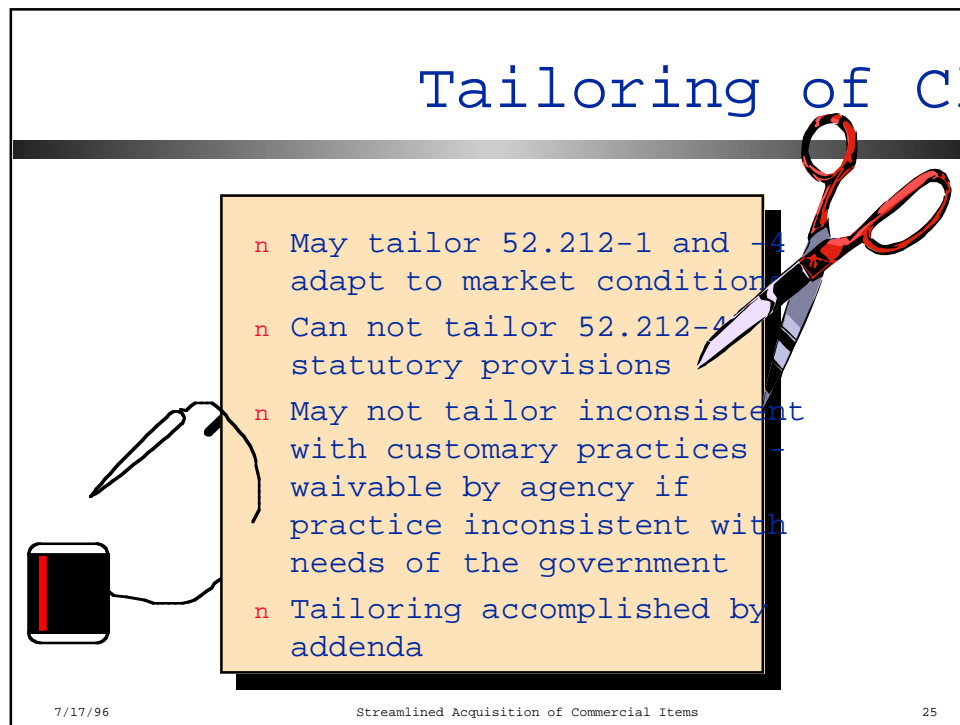 Tailoring of Cl
n May tailor 52.212-1 and -4
adapt to market conditions
n Can not tailor 52.212-4
statutory provisions
n May not tailor inconsistent
with customary practices -
waivable by agency if
practice inconsistent with
needs of the government
n Tailoring accomplished by
addenda
7/17/96 Streamlined Acquisition of Commercial Items 25